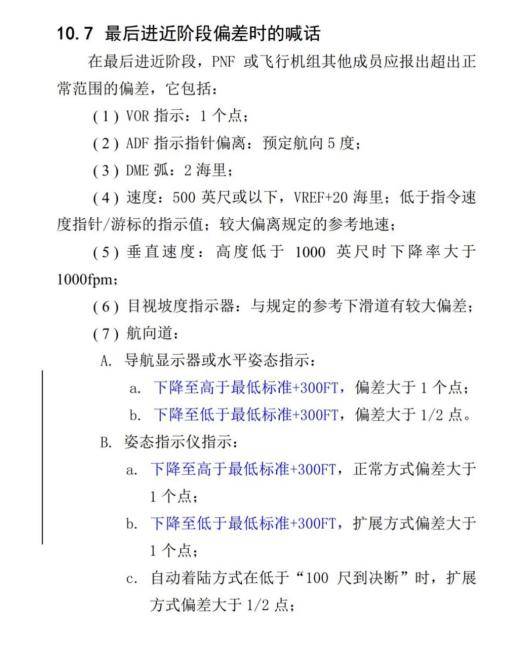 10.7 最后进近阶段偏差时的喊话
在最后进近阶段，PNF 或飞行机组其他成员应报出超出正
常范围的偏差，它包括：
(1) VOR 指示：1 个点；
(2) ADF 指示指针偏离：预定航向 5 度；
(3) DME 弧：2 海里；
(4) 速度：500 英尺或以下，VREF+20 海里；低于指令速
度指针/游标的指示值；较大偏离规定的参考地速；
(5) 垂直速度：高度低于 1000 英尺时下降率大于
1000fpm；
(6) 目视坡度指示器：与规定的参考下滑道有较大偏差；
(7) 航向道：
A. 导航显示器或水平姿态指示：
a. 下降至高于最低标准+300FT，偏差大于 1 个点；
b. 下降至低于最低标准+300FT，偏差大于 1/2 点。
B. 姿态指示仪指示：
a. 下降至高于最低标准+300FT，正常方式偏差大于
1 个点；
b. 下降至低于最低标准+300FT，扩展方式偏差大于
1 个点；
c. 自动着陆方式在低于“100 尺到决断”时，扩展
方式偏差大于 1/2 点；